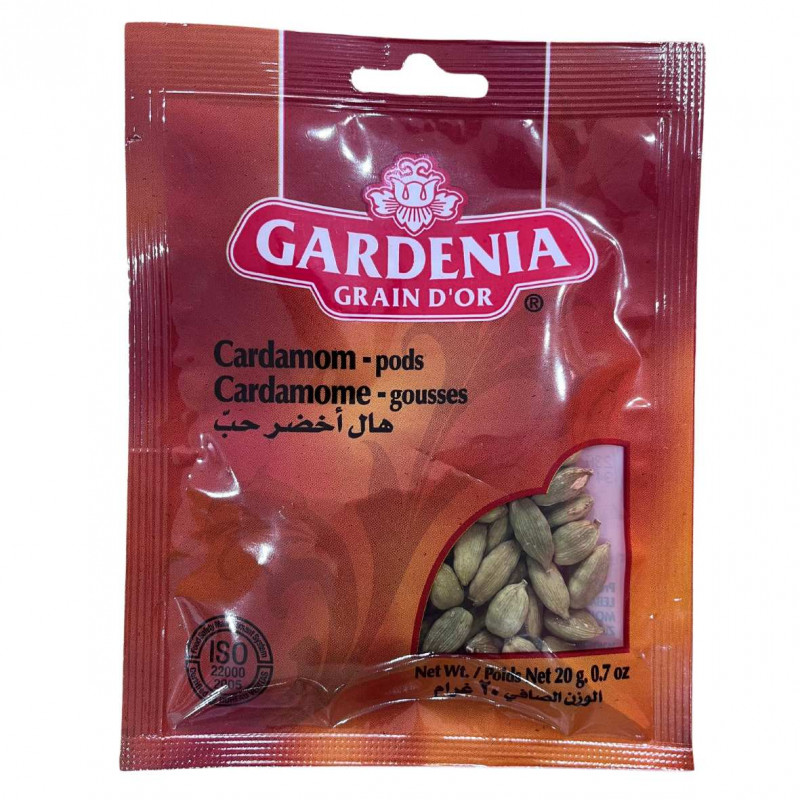 GARDENIA
GRAIN D'OR
®
Cardamom - pods
Cardamome - gousses
هال أخضر حبّ
ISO
22000
2005
Net Wt. / Poids Net 20 g, 0.7 oz
الوزن الصافي ٢٠ غرام